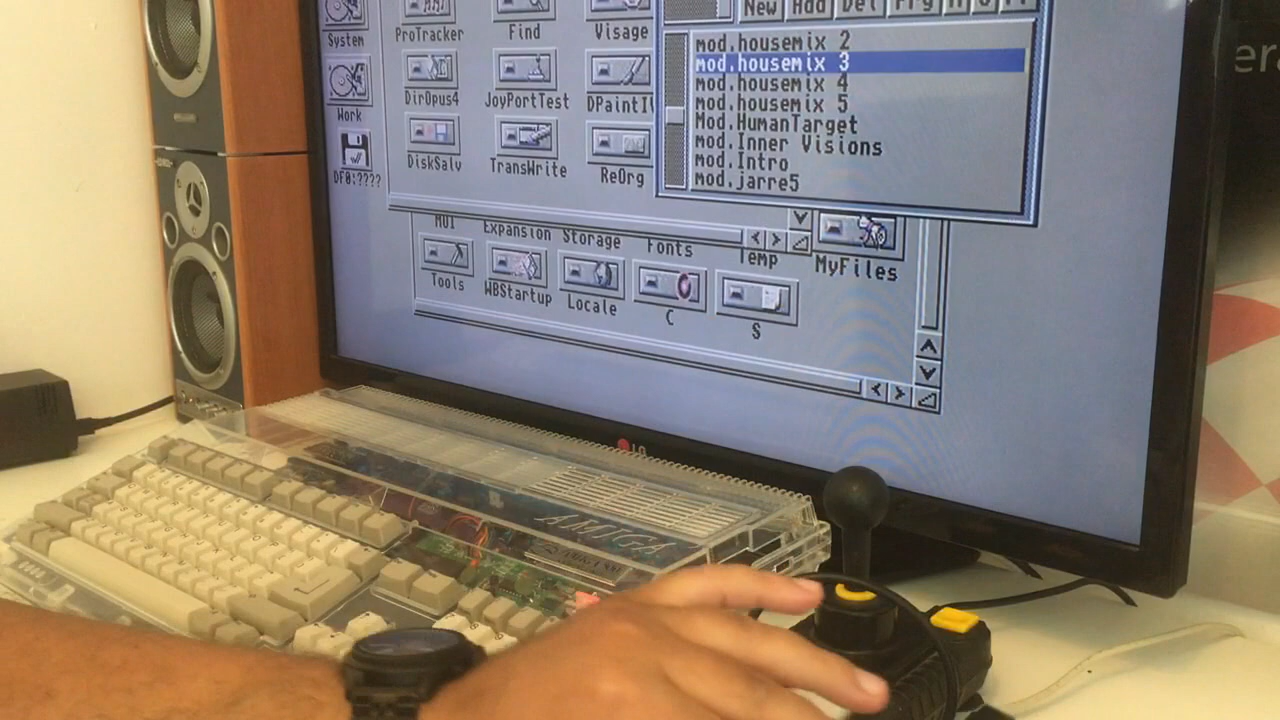 System
Work
DF0:????
ProTracker
Find
Visage
DirOpus4
JoyPortTest
DPaintIV
DiskSalv
TransWrite
ReOrg
New Add Del
mod.housemix 2
mod.housemix 3
mod.housemix 4
mod.housemix 5
mod.HumanTarget
mod.Inner Visions
mod.Intro
mod.jarre5
MUI
Expansion
Storage
Fonts
Temp
MyFiles
Tools
WBStartup
Locale
C
S
LG
AMIGA